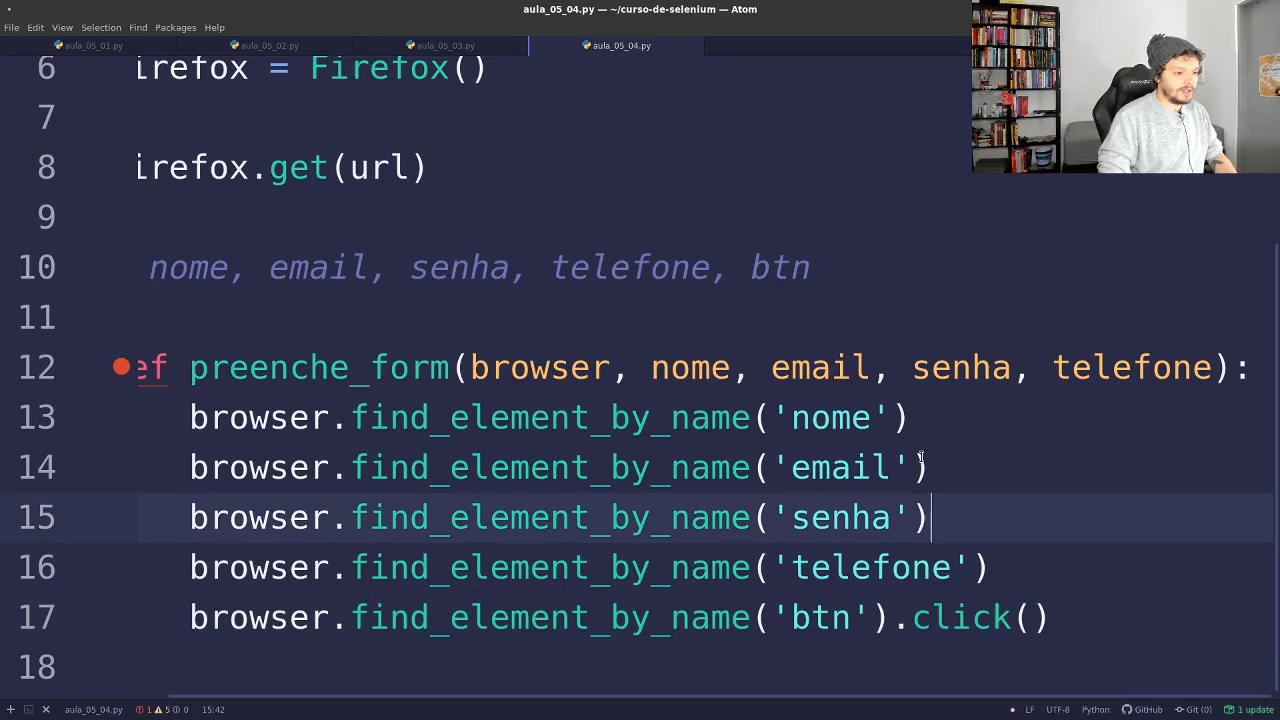 aula_05_04.py — ~/curso-de-selenium — Atom
File Edit View Selection Find Packages Help
aula_05_01.py aula_05_02.py aula_05_03.py aula_05_04.py
6 irefox = Firefox()
7
8 irefox.get(url)
9
10 nome, email, senha, telefone, btn
11
12 ef preenche_form(browser, nome, email, senha, telefone):
13 browser.find_element_by_name('nome')
14 browser.find_element_by_name('email')
15 browser.find_element_by_name('senha')
16 browser.find_element_by_name('telefone')
17 browser.find_element_by_name('btn').click()
18
aula_05_04.py 1 5 0 15:42 LF UTF-8 Python GitHub Git (0) 1 update